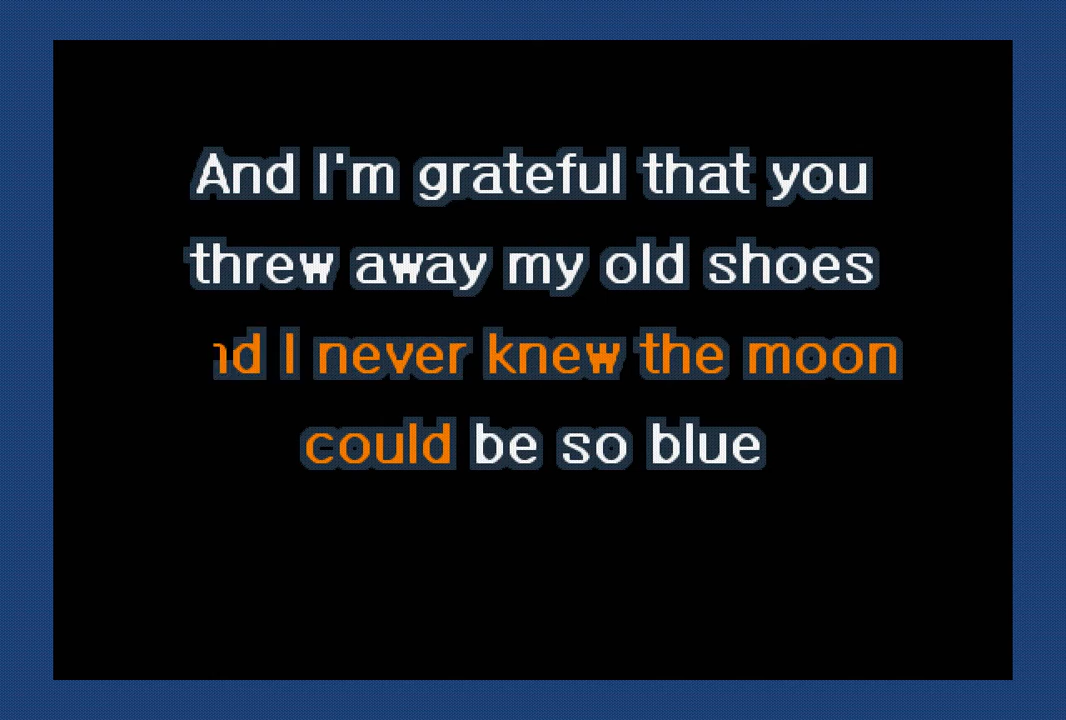 And I'm grateful that you
threw away my old shoes
nd I never knew the moon
could be so blue